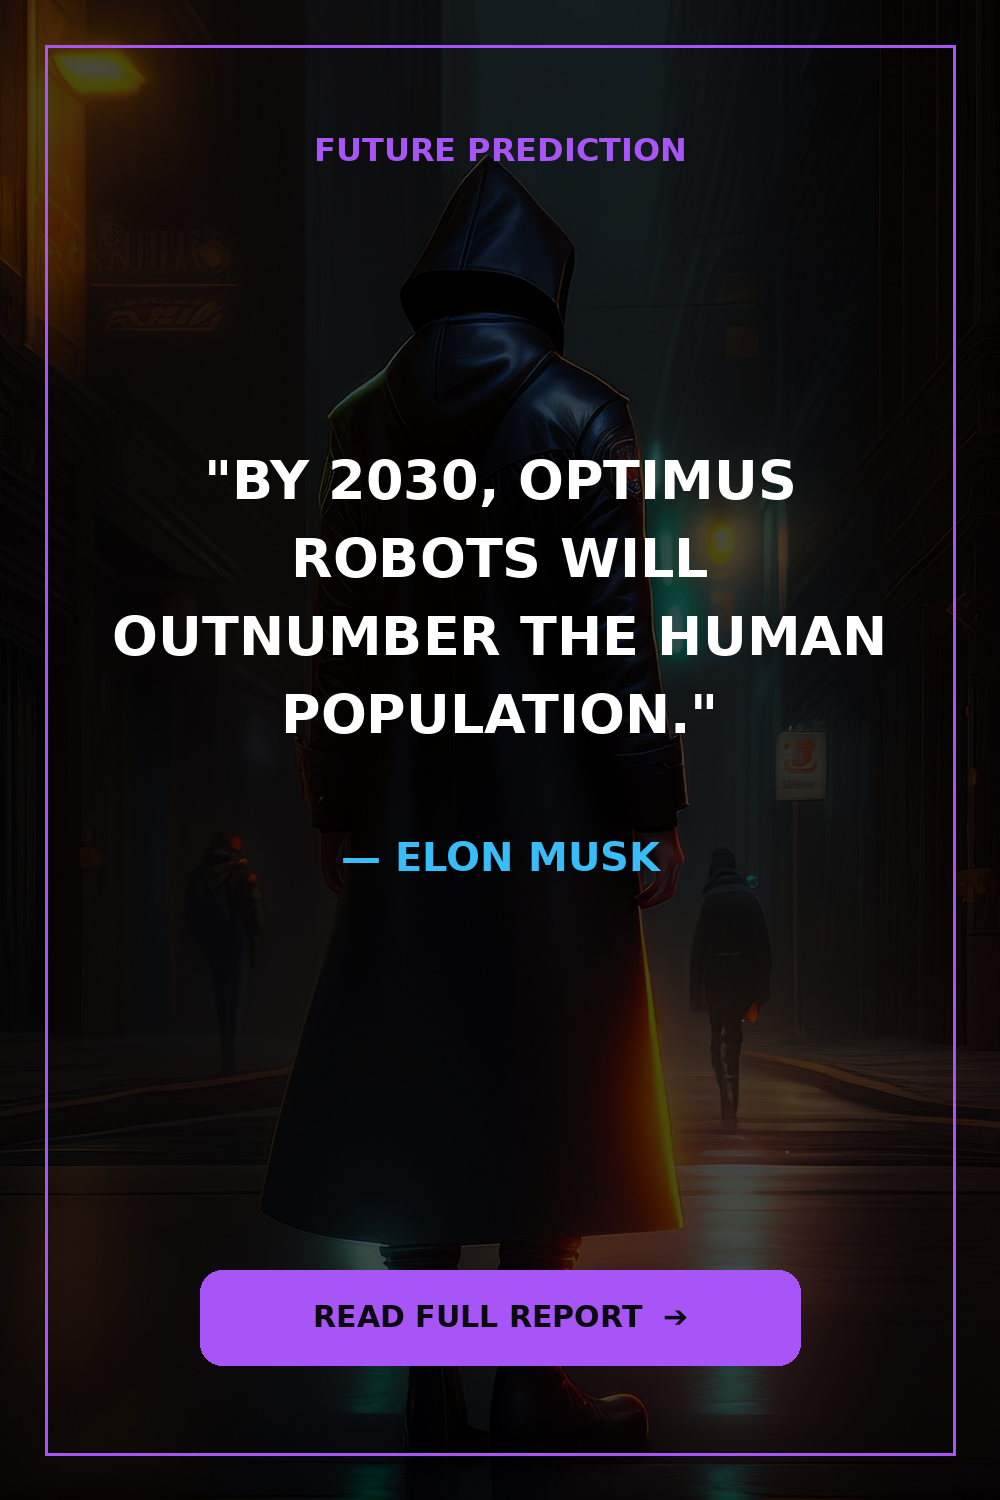 FUTURE PREDICTION
"BY 2030, OPTIMUS
ROBOTS WILL
OUTNUMBER THE HUMAN
POPULATION."
— ELON MUSK
READ FULL REPORT ➔